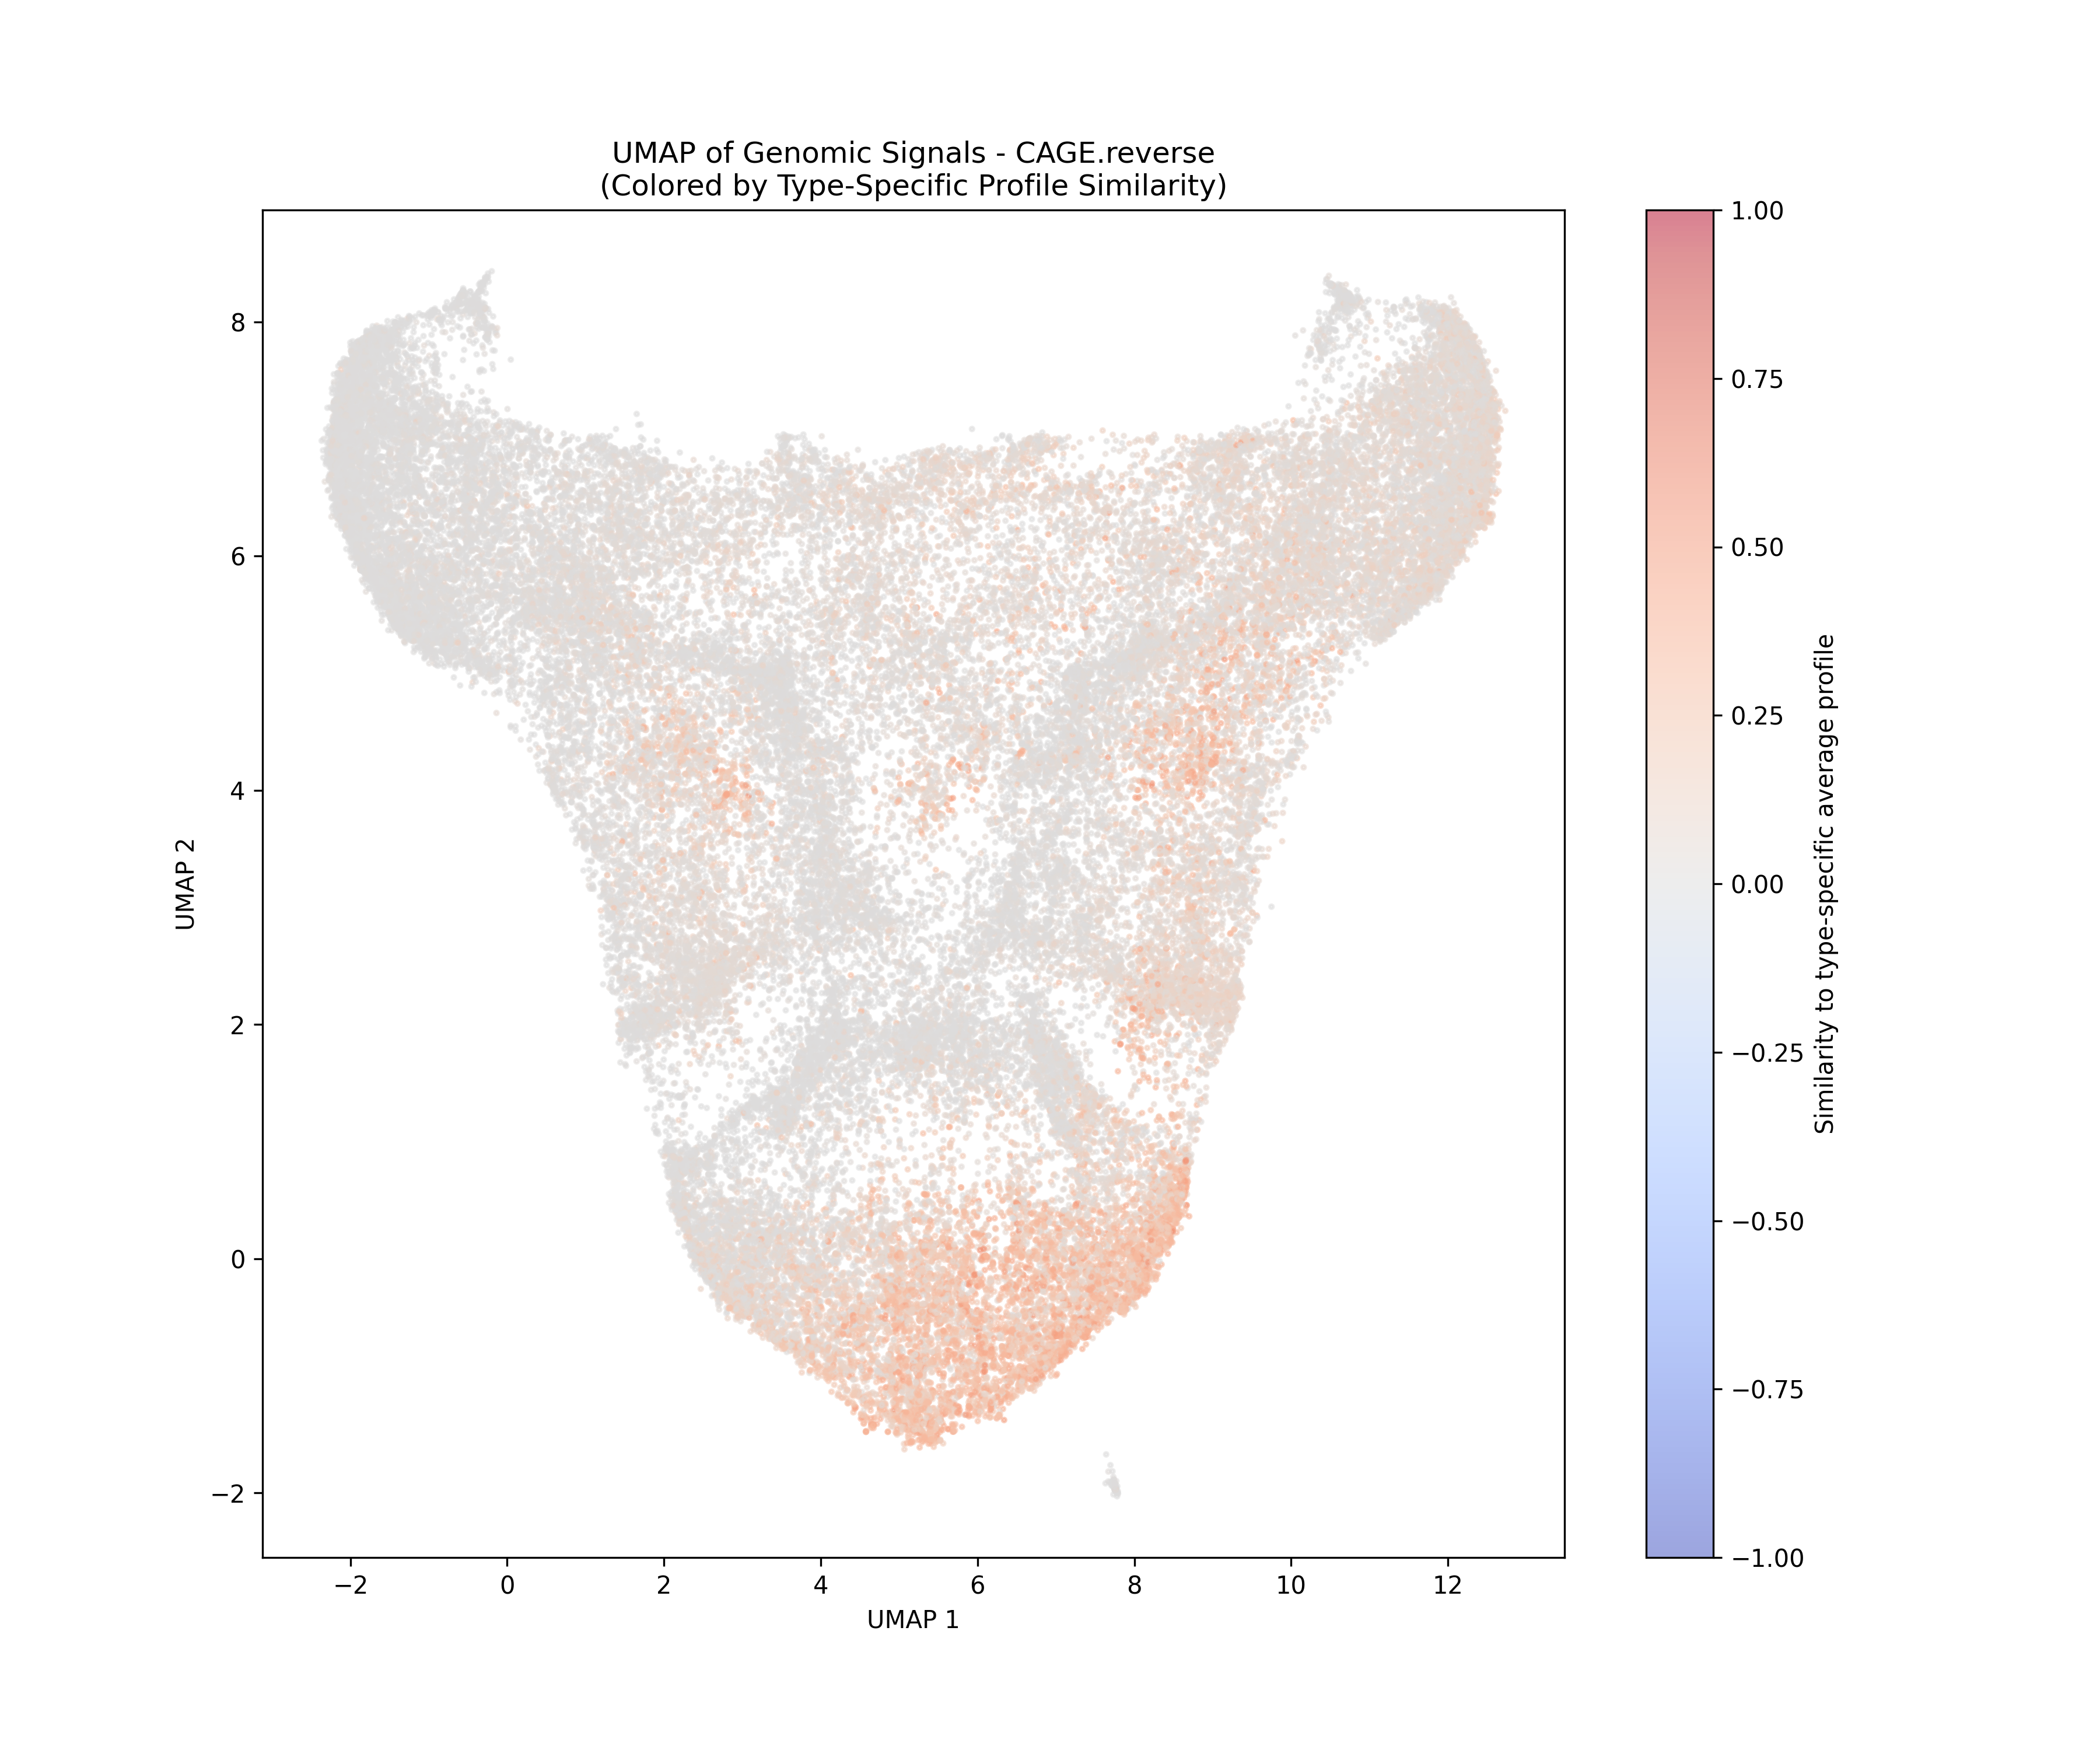 UMAP of Genomic Signals - CAGE.reverse
(Colored by Type-Specific Profile Similarity)
8
6
4
2
0
−2
UMAP 2
−2 0 2 4 6 8 10 12
UMAP 1
1.00
0.75
0.50
0.25
0.00
−0.25
−0.50
−0.75
−1.00
Similarity to type-specific average profile